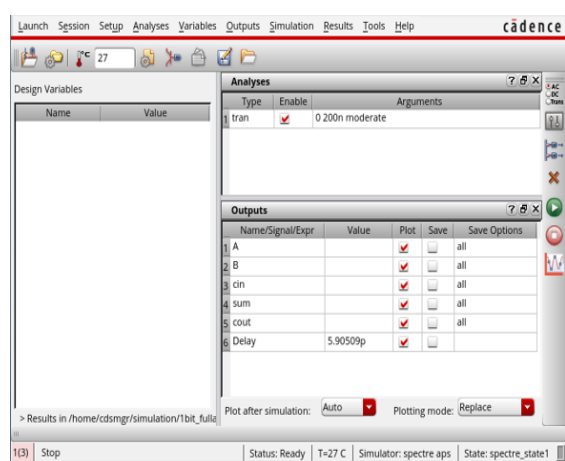 Launch Session Setup Analyses Variables Outputs Simulation Results Tools Help cādence
°C 27
Design Variables
Name Value
Analyses ? X
Type Enable Arguments
1 tran 0 200n moderate
AC
DC
Trans
Outputs ? X
Name/Signal/Expr Value Plot Save Save Options
1 A all
2 B all
3 cin all
4 sum all
5 cout all
6 Delay 5.90509p
Plot after simulation: Auto Plotting mode: Replace
> Results in /home/cdsmgr/simulation/1bit_fulla
1(3) Stop Status: Ready T=27 C Simulator: spectre aps State: spectre_state1